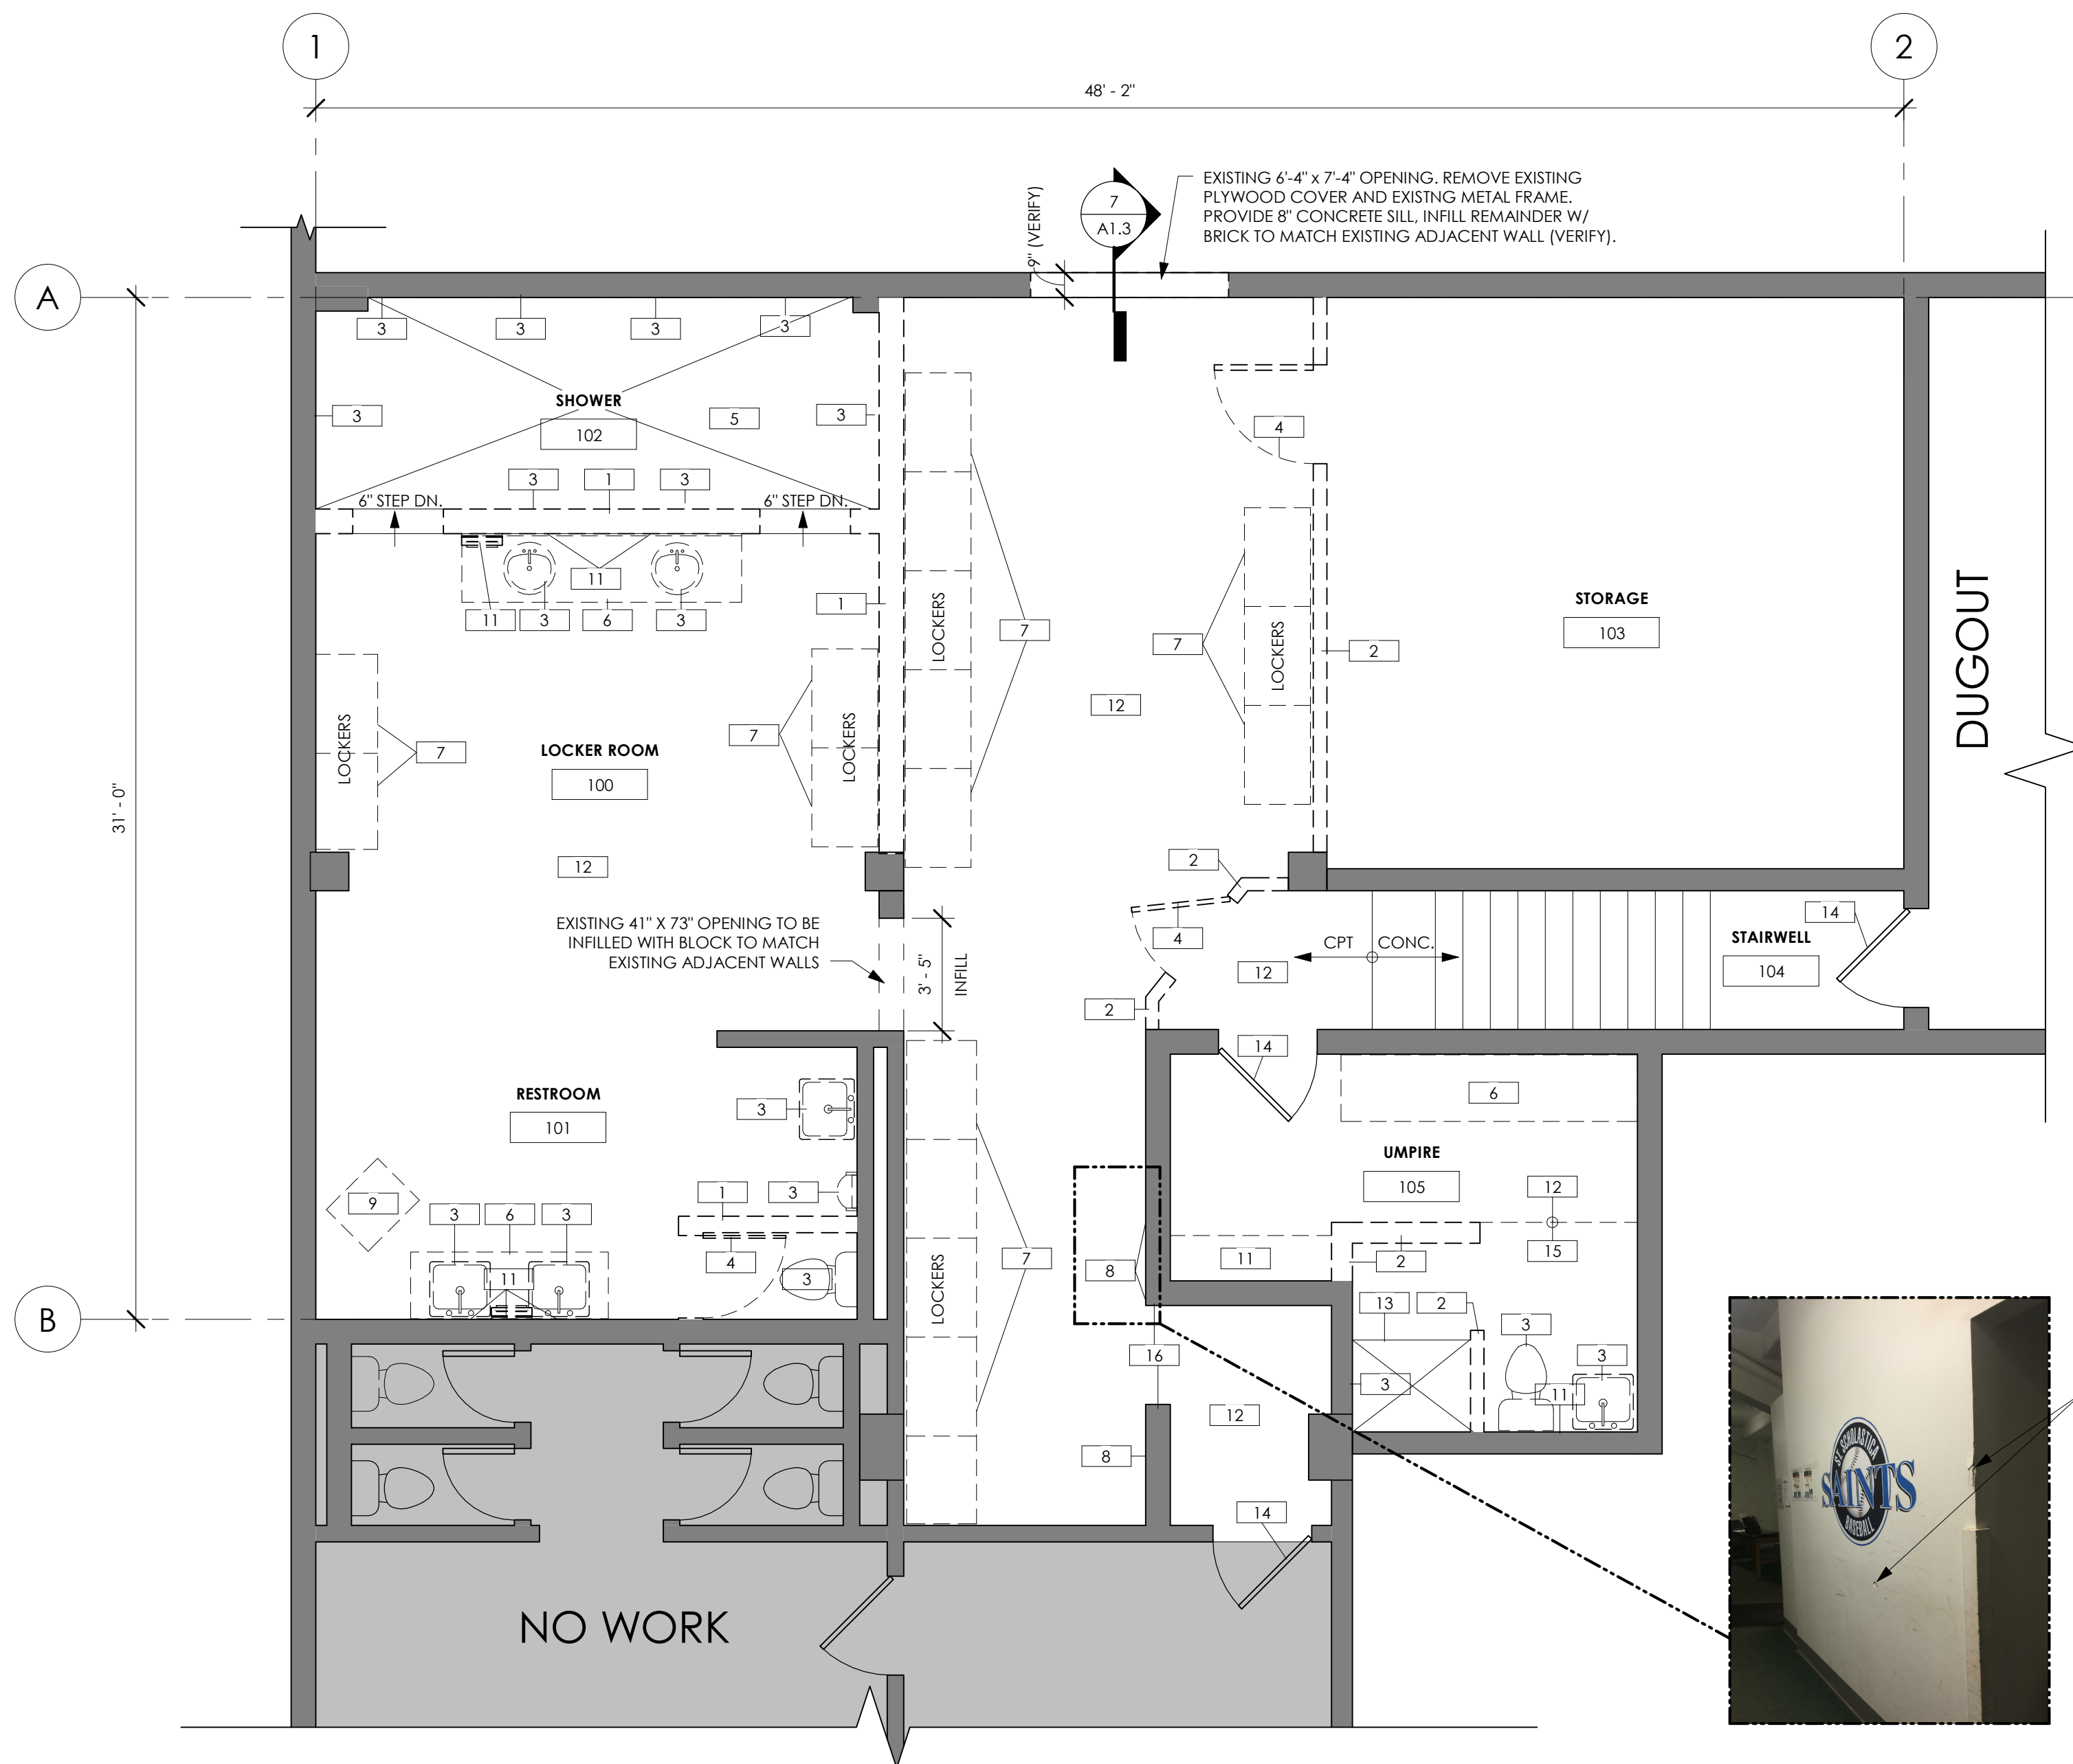 1
2
48' - 2"
EXISTING 6'-4" x 7'-4" OPENING. REMOVE EXISTING
PLYWOOD COVER AND EXISTNG METAL FRAME.
PROVIDE 8" CONCRETE SILL, INFILL REMAINDER W/
BRICK TO MATCH EXISTING ADJACENT WALL (VERIFY).
9" (VERIFY)
7
A1.3
A
3
3
3
3
SHOWER
102
3
5
3
4
3
1
3
6" STEP DN.
6" STEP DN.
11
11
3
6
3
1
LOCKERS
7
7
LOCKERS
2
STORAGE
103
DUGOUT
12
LOCKERS
7
LOCKER ROOM
100
7
LOCKERS
31' - 0"
12
2
EXISTING 41" X 73" OPENING TO BE
INFILLED WITH BLOCK TO MATCH
EXISTING ADJACENT WALLS
3' - 5"
INFILL
4
12
CPT
CONC.
14
STAIRWELL
104
2
14
RESTROOM
101
3
6
UMPIRE
105
9
1
3
12
3
6
3
4
3
11
LOCKERS
7
8
11
2
15
B
13
2
3
16
3
3
11
12
8
14
ST. SCHOLASTICA
SAINTS
BASEBALL
NO WORK